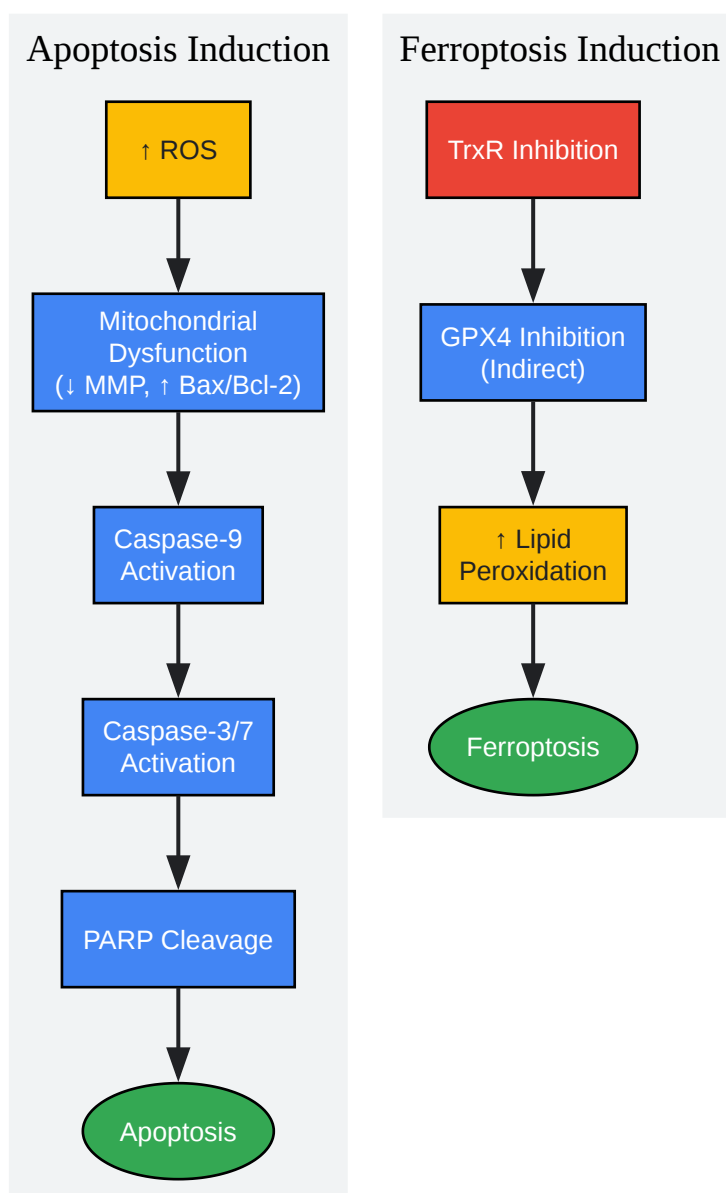 Apoptosis Induction
↑ ROS
Mitochondrial
Dysfunction
(↓ MMP, ↑ Bax/Bcl-2)
Caspase-9
Activation
Caspase-3/7
Activation
PARP Cleavage
Apoptosis
Ferroptosis Induction
TrxR Inhibition
GPX4 Inhibition
(Indirect)
↑ Lipid
Peroxidation
Ferroptosis